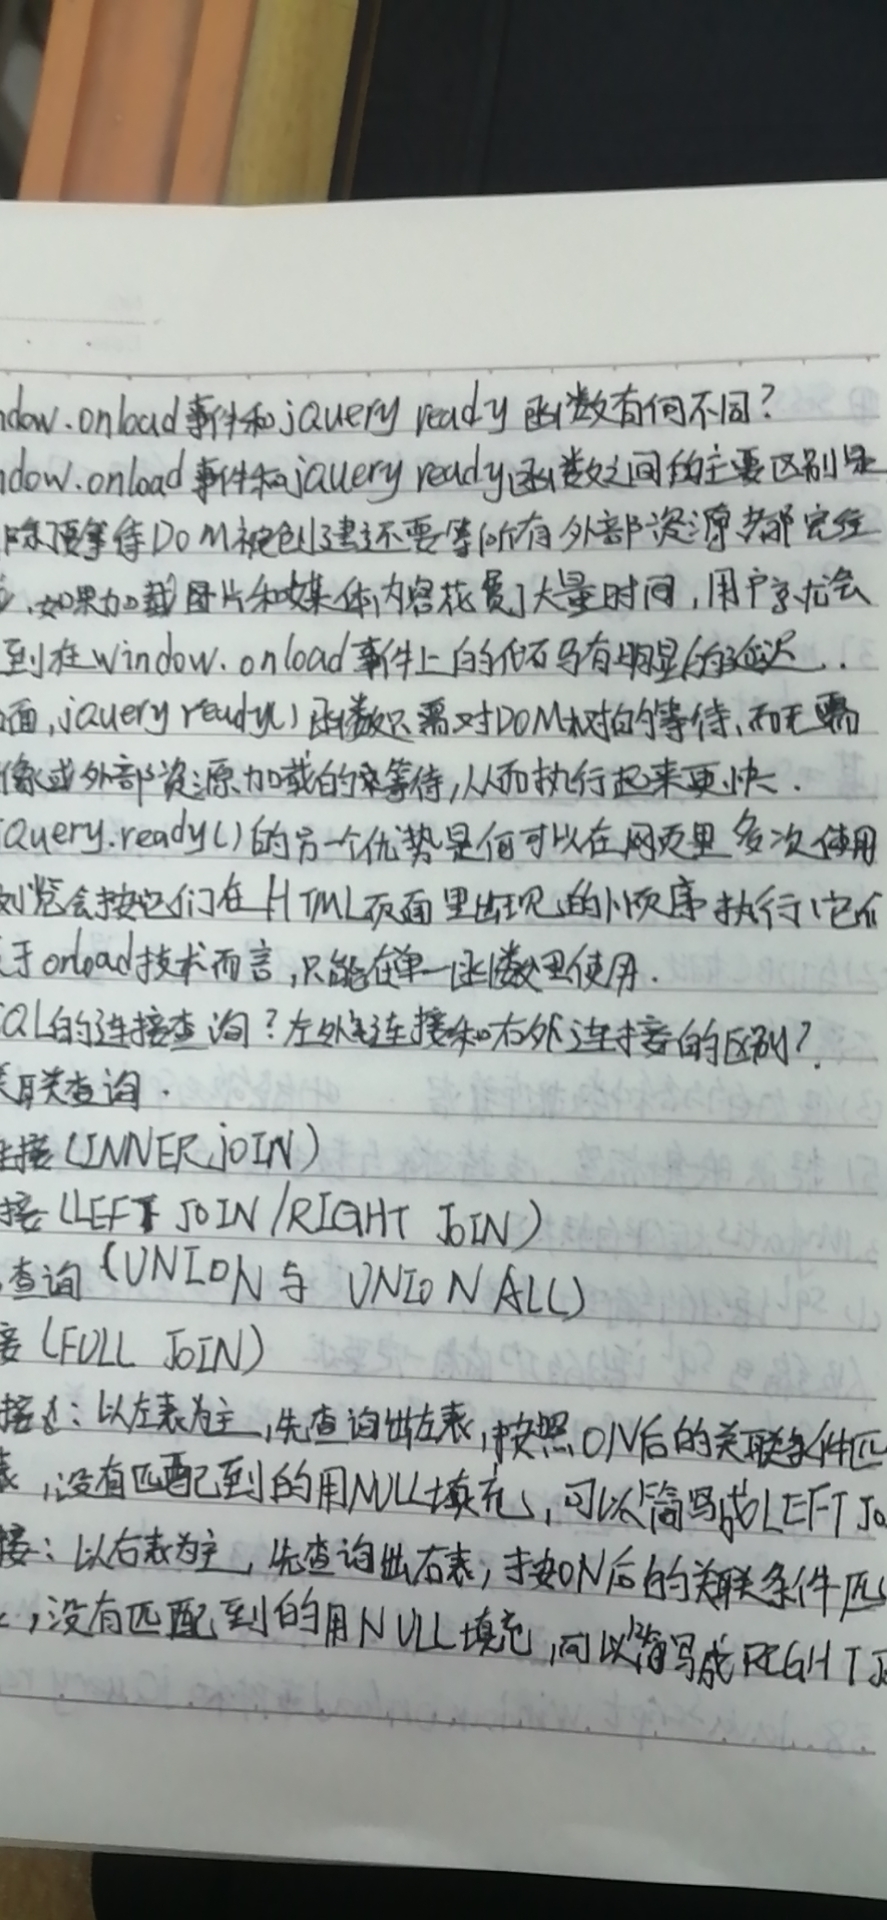 ndow.onload事件和jQuery ready 函数有何不同?
ndow.onload事件和jquery ready函数之间的主要区别是
除了要等待DOM被创建还要等所有外部资源都完全
如果加载图片和媒体内容花费了大量时间,用户就会
到在window.onload事件上的代码有明显的延迟.
面,jquery ready()函数只需对DOM树的等待,而无需
像或外部资源加载的等待,从而执行起来更快.
Query.ready()的另一个优势是你可以在网页里多次使用
浏览会按它们在HTML页面里出现的顺序执行它们
于onload技术而言,只能在单一函数里使用.
QL的连接查询?左外连接和右外连接的区别?
关联查询.
连接(INNER JOIN)
接(LEFT JOIN/RIGHT JOIN)
查询(UNION与 UNION ALL)
接(FULL JOIN)
接:以左表为主,先查询出左表,按照ON后的关联条件匹
表,没有匹配到的用NULL填充,可以简写成LEFT JO
接:以右表为主,先查询出右表,按ON后的关联条件匹
,没有匹配到的用NULL填充,可以简写成REGHT J